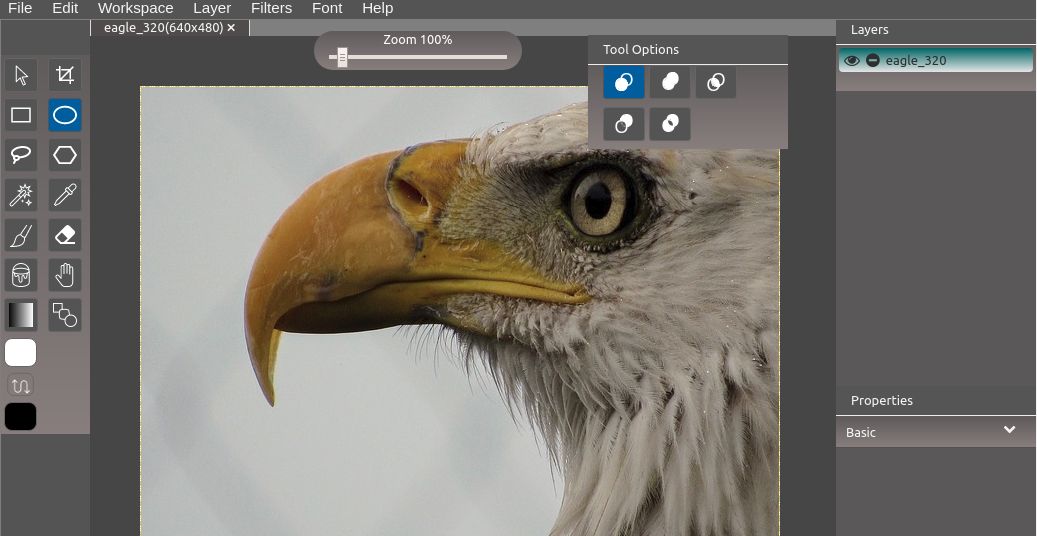 File Edit Workspace Layer Filters Font Help
eagle_320(640x480) ×
Zoom 100%
Tool Options
Layers
eagle_320
Properties
Basic